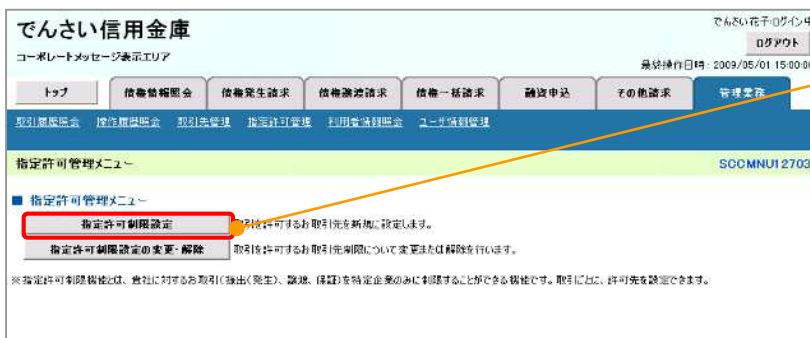 でんさい信用金庫
でんさい花子:ログイン中
コーポレートメッセージ表示エリア
ログアウト
最終操作日時:2009/05/01 15:00:00
トップ 債権情報照会 債権発生請求 債権譲渡請求 債権一括請求 融資申込 その他請求 管理業務
取引履歴照会 操作履歴照会 取引先管理 指定許可管理 利用者情報照会 ユーザ情報管理
指定許可管理メニュー SCCMNU12703
■ 指定許可管理メニュー
指定許可制限設定 取引を許可するお取引先を新規に設定します。
指定許可制限設定の変更・解除 取引を許可するお取引先制限について変更または解除を行います。
※指定許可制限機能とは、貴社に対するお取引(振出(発生)、譲渡、保証)を特定企業のみに制限することができる機能です。取引ごとに、許可先を設定できます。